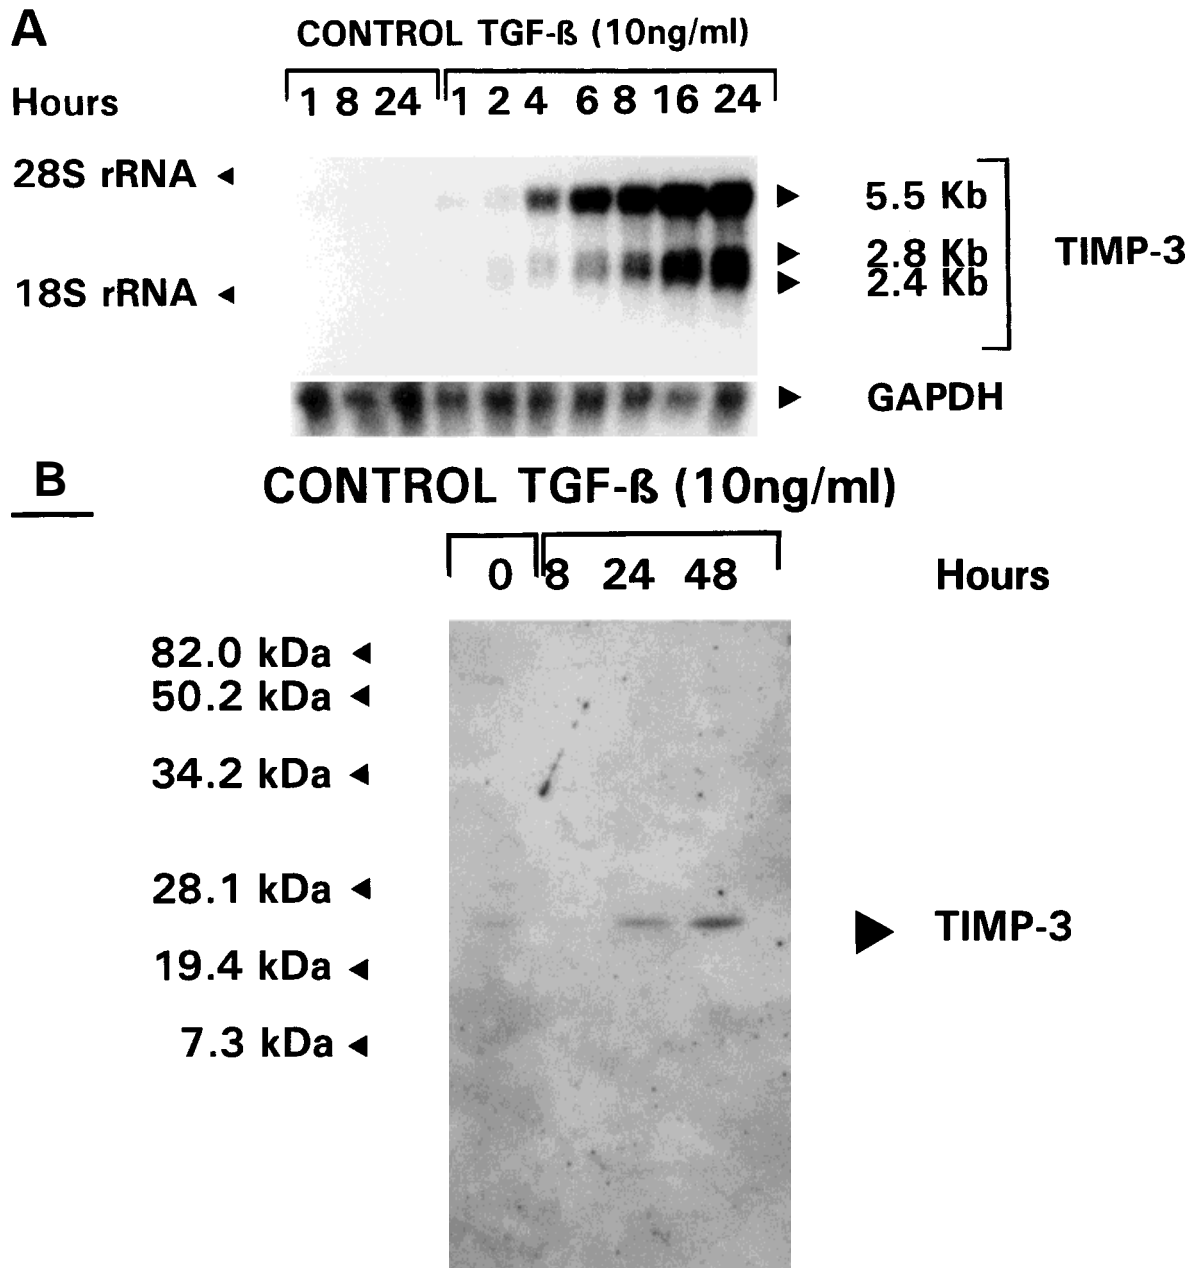 A
CONTROL TGF-ß (10ng/ml)
Hours 1 8 24 1 2 4 6 8 16 24
28S rRNA
5.5 Kb
2.8 Kb
TIMP-3
2.4 Kb
18S rRNA
GAPDH
B
CONTROL TGF-ß (10ng/ml)
0 8 24 48 Hours
82.0 kDa
50.2 kDa
34.2 kDa
28.1 kDa
TIMP-3
19.4 kDa
7.3 kDa